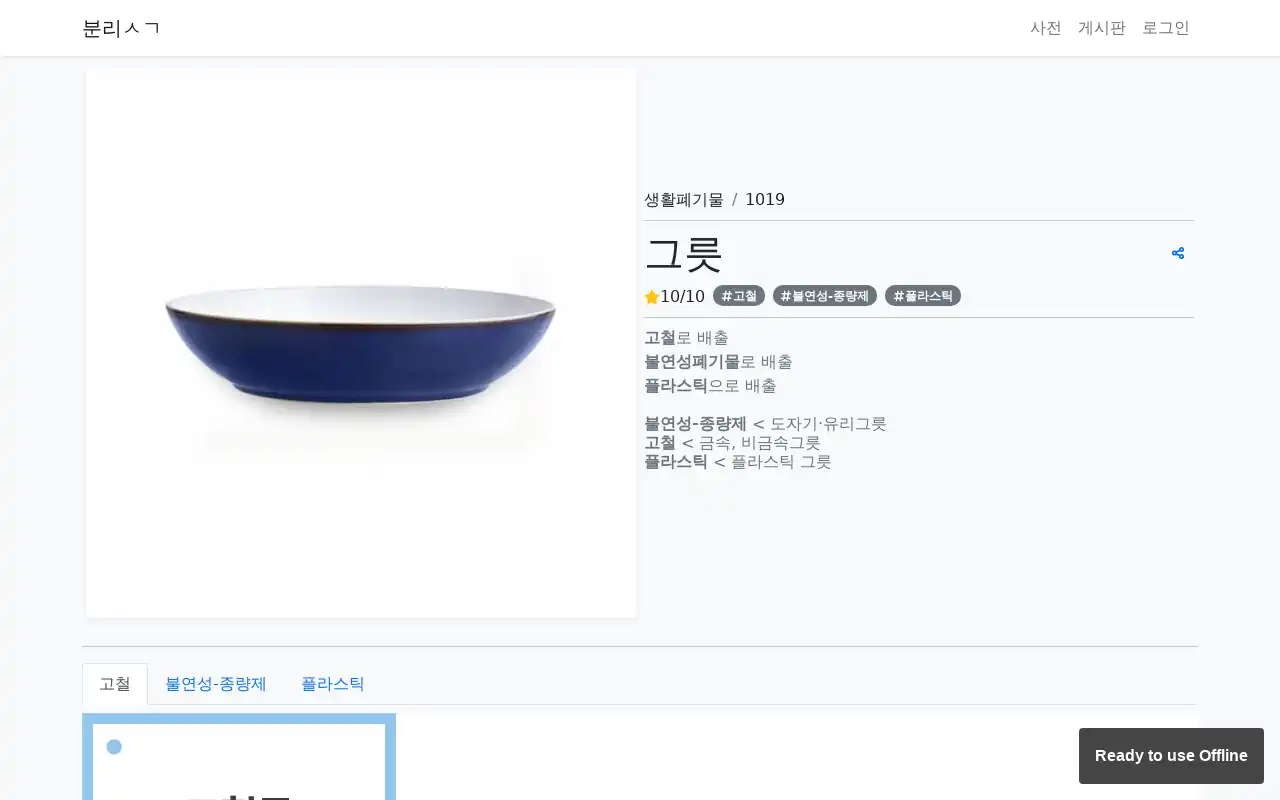 분리ㅅㄱ
사전 게시판 로그인
생활폐기물 / 1019
그릇
10/10 #고철 #불연성-종량제 #플라스틱
고철로 배출
불연성폐기물로 배출
플라스틱으로 배출
불연성-종량제 < 도자기·유리그릇
고철 < 금속, 비금속그릇
플라스틱 < 플라스틱 그릇
고철 불연성-종량제 플라스틱
Ready to use Offline